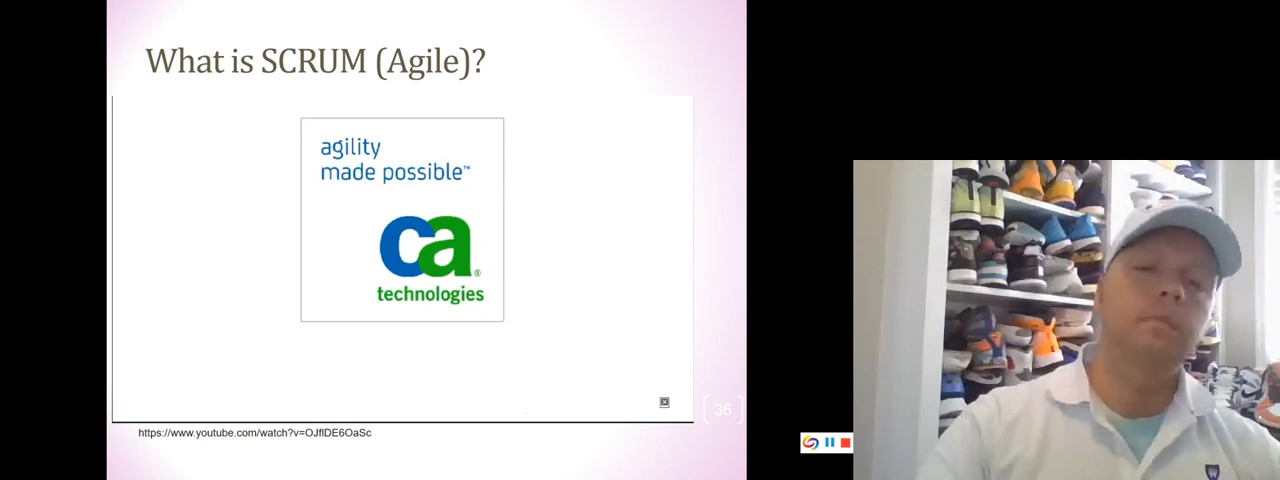 What is SCRUM (Agile)?
agility
made possible™
ca®
technologies
36
https://www.youtube.com/watch?v=OJflDE6OaSc